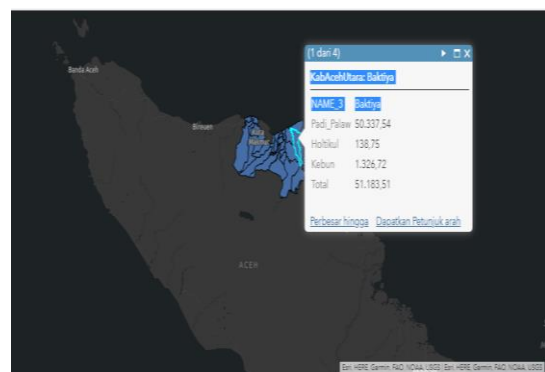 (1 dari 4)
KabAcehUtara: Baktiya
NAME_3 Baktiya
Padi_Palaw 50.337,54
Holtikul 138,75
Kebun 1.326,72
Total 51.183,51
Perbesar hingga Dapatkan Petunjuk arah
Banda Aceh
Bireuen
ACEH
Esri, HERE, Garmin, FAO, NOAA, USGS | Esri, HERE, Garmin, FAO, NOAA, USGS